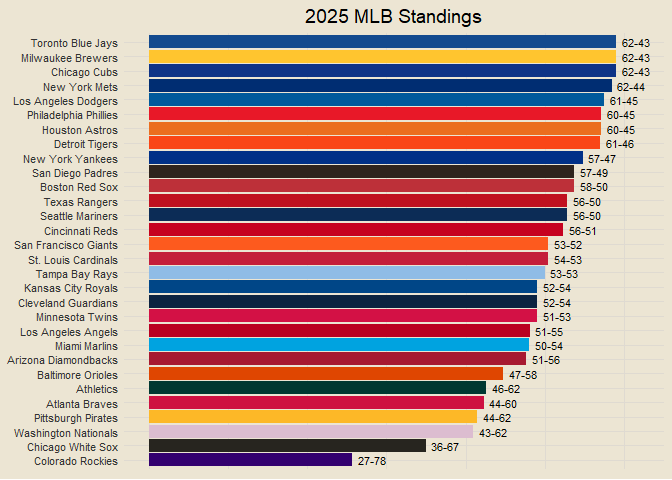 2025 MLB Standings
Toronto Blue Jays 62-43
Milwaukee Brewers 62-43
Chicago Cubs 62-43
New York Mets 62-44
Los Angeles Dodgers 61-45
Philadelphia Phillies 60-45
Houston Astros 60-45
Detroit Tigers 61-46
New York Yankees 57-47
San Diego Padres 57-49
Boston Red Sox 58-50
Texas Rangers 56-50
Seattle Mariners 56-50
Cincinnati Reds 56-51
San Francisco Giants 53-52
St. Louis Cardinals 54-53
Tampa Bay Rays 53-53
Kansas City Royals 52-54
Cleveland Guardians 52-54
Minnesota Twins 51-53
Los Angeles Angels 51-55
Miami Marlins 50-54
Arizona Diamondbacks 51-56
Baltimore Orioles 47-58
Athletics 46-62
Atlanta Braves 44-60
Pittsburgh Pirates 44-62
Washington Nationals 43-62
Chicago White Sox 36-67
Colorado Rockies 27-78